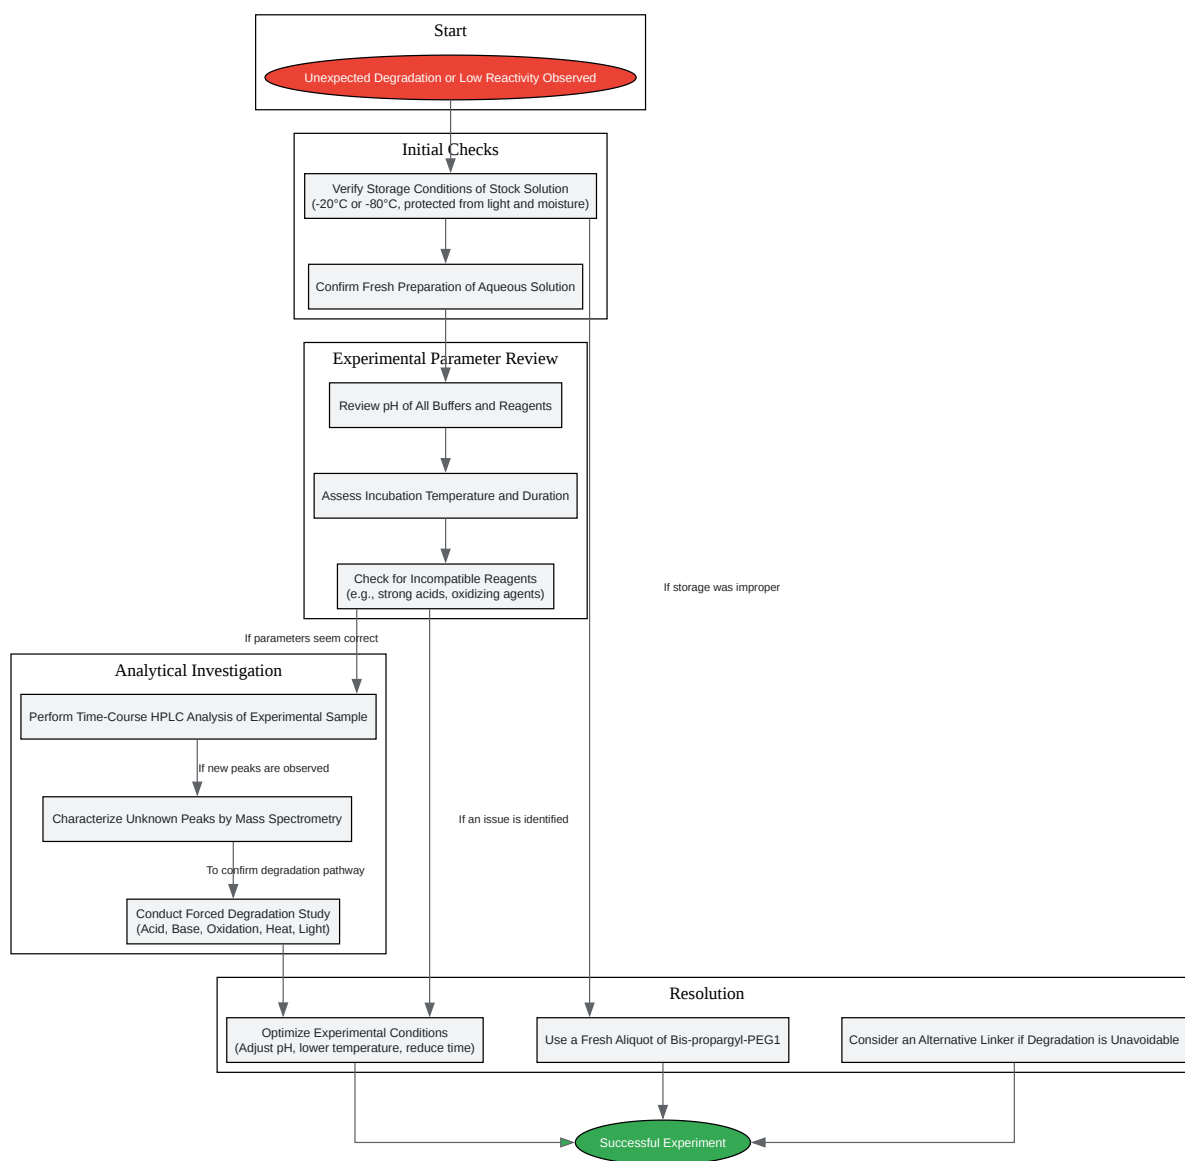 Start
Unexpected Degradation or Low Reactivity Observed
Initial Checks
Verify Storage Conditions of Stock Solution
(-20°C or -80°C, protected from light and moisture)
Confirm Fresh Preparation of Aqueous Solution
Experimental Parameter Review
Review pH of All Buffers and Reagents
Assess Incubation Temperature and Duration
Check for Incompatible Reagents
(e.g., strong acids, oxidizing agents)
If storage was improper
If parameters seem correct
Analytical Investigation
Perform Time-Course HPLC Analysis of Experimental Sample
If new peaks are observed
Characterize Unknown Peaks by Mass Spectrometry
If an issue is identified
To confirm degradation pathway
Conduct Forced Degradation Study
(Acid, Base, Oxidation, Heat, Light)
Resolution
Optimize Experimental Conditions
(Adjust pH, lower temperature, reduce time)
Use a Fresh Aliquot of Bis-propargyl-PEG1
Consider an Alternative Linker if Degradation is Unavoidable
Successful Experiment